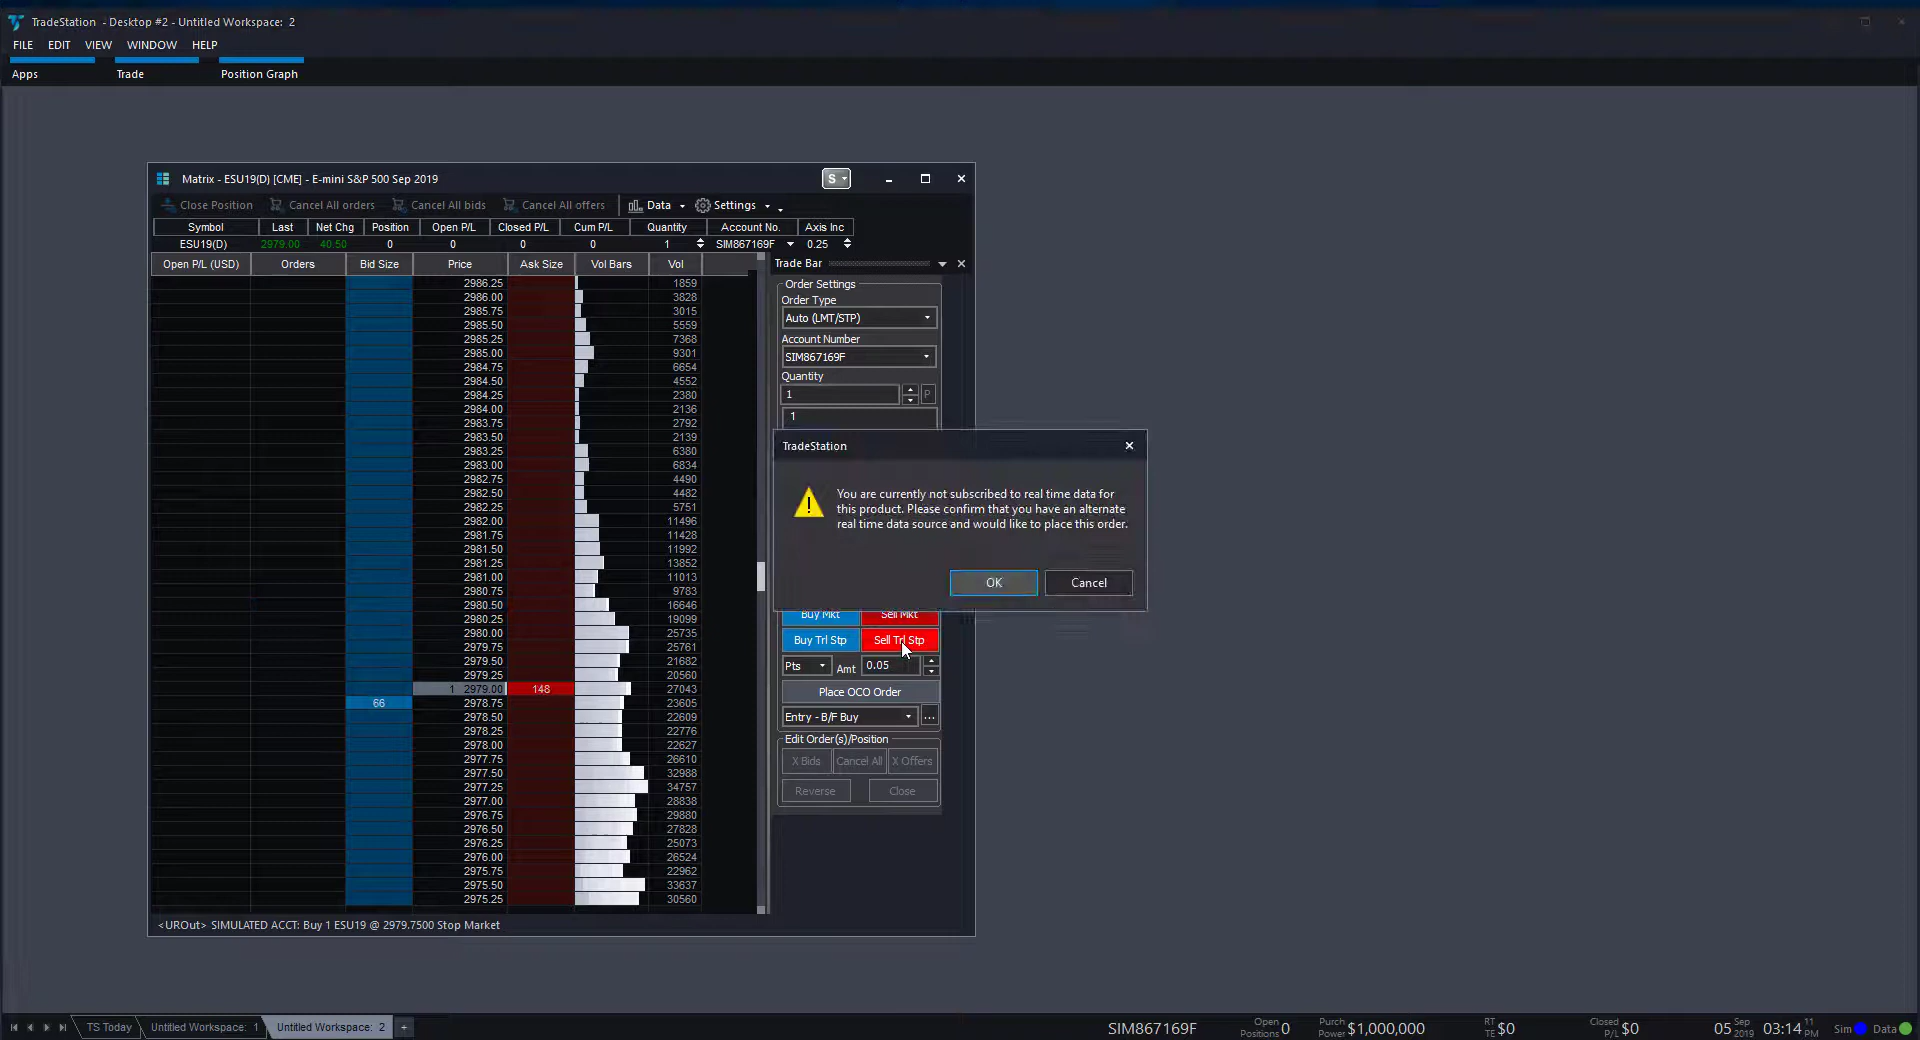 TradeStation - Desktop #2 - Untitled Workspace: 2
FILE EDIT VIEW WINDOW HELP
Apps Trade Position Graph
Matrix - ESU19(D) [CME] - E-mini S&P 500 Sep 2019 S
Close Position Cancel All orders Cancel All bids Cancel All offers Data Settings
Symbol Last Net Chg Position Open P/L Closed P/L Cum P/L Quantity Account No. Axis Inc
ESU19(D) 2979.00 40.50 0 0 0 0 1 SIM867169F 0.25
Open P/L (USD) Orders Bid Size Price Ask Size Vol Bars Vol
2986.25 1859
2986.00 3828
2985.75 3015
2985.50 5559
2985.25 7368
2985.00 9301
2984.75 6654
2984.50 4552
2984.25 2380
2984.00 2136
2983.75 2792
2983.50 2139
2983.25 6380
2983.00 6834
2982.75 4490
2982.50 4482
2982.25 5751
2982.00 11496
2981.75 11428
2981.50 11992
2981.25 13852
2981.00 11013
2980.75 9783
2980.50 16646
2980.25 19099
2980.00 25735
2979.75 25761
2979.50 21682
2979.25 20560
1 2979.00 148 27043
66 2978.75 23605
2978.50 22609
2978.25 22776
2978.00 22627
2977.75 26610
2977.50 32988
2977.25 34757
2977.00 28838
2976.75 29880
2976.50 27828
2976.25 25073
2976.00 26524
2975.75 22962
2975.50 33637
2975.25 30560
Trade Bar
Order Settings
Order Type
Auto (LMT/STP)
Account Number
SIM867169F
Quantity
1 P
1
TradeStation
You are currently not subscribed to real time data for
this product. Please confirm that you have an alternate
real time data source and would like to place this order.
OK Cancel
Buy Mkt Sell Mkt
Buy Trl Stp Sell Trl Stp
Pts Amt 0.05
Place OCO Order
Entry - B/F Buy ...
Edit Order(s)/Position
X Bids Cancel All X Offers
Reverse Close
<UROut> SIMULATED ACCT: Buy 1 ESU19 @ 2979.7500 Stop Market
TS Today Untitled Workspace: 1 Untitled Workspace: 2 +
SIM867169F Open Positions 0 Purch Power $1,000,000 RT TE $0 Closed P/L $0 05 Sep 2019 03:14 11 PM Sim Data